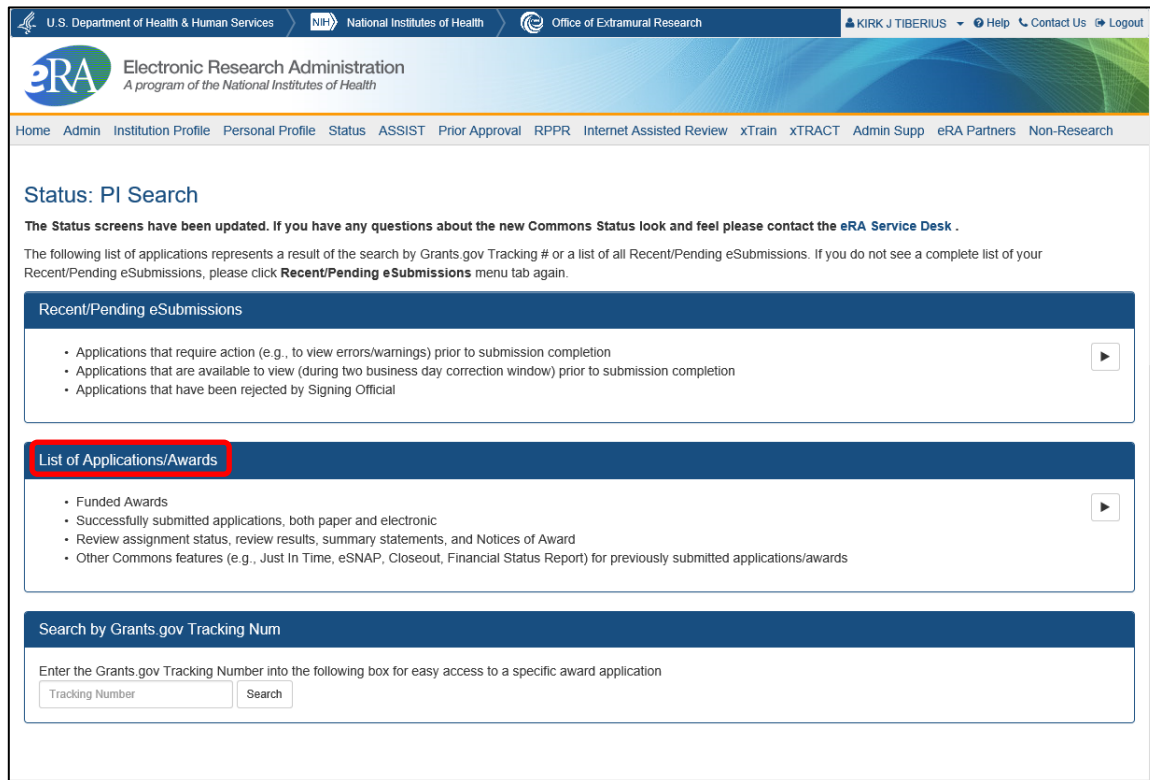 U.S. Department of Health & Human Services NIH National Institutes of Health Office of Extramural Research KIRK J TIBERIUS Help Contact Us Logout
eRA Electronic Research Administration
A program of the National Institutes of Health
Home Admin Institution Profile Personal Profile Status ASSIST Prior Approval RPPR Internet Assisted Review xTrain xTRACT Admin Supp eRA Partners Non-Research
Status: PI Search
The Status screens have been updated. If you have any questions about the new Commons Status look and feel please contact the eRA Service Desk .
The following list of applications represents a result of the search by Grants.gov Tracking # or a list of all Recent/Pending eSubmissions. If you do not see a complete list of your
Recent/Pending eSubmissions, please click Recent/Pending eSubmissions menu tab again.
Recent/Pending eSubmissions
• Applications that require action (e.g., to view errors/warnings) prior to submission completion
• Applications that are available to view (during two business day correction window) prior to submission completion
• Applications that have been rejected by Signing Official
List of Applications/Awards
• Funded Awards
• Successfully submitted applications, both paper and electronic
• Review assignment status, review results, summary statements, and Notices of Award
• Other Commons features (e.g., Just In Time, eSNAP, Closeout, Financial Status Report) for previously submitted applications/awards
Search by Grants.gov Tracking Num
Enter the Grants.gov Tracking Number into the following box for easy access to a specific award application
Tracking Number Search